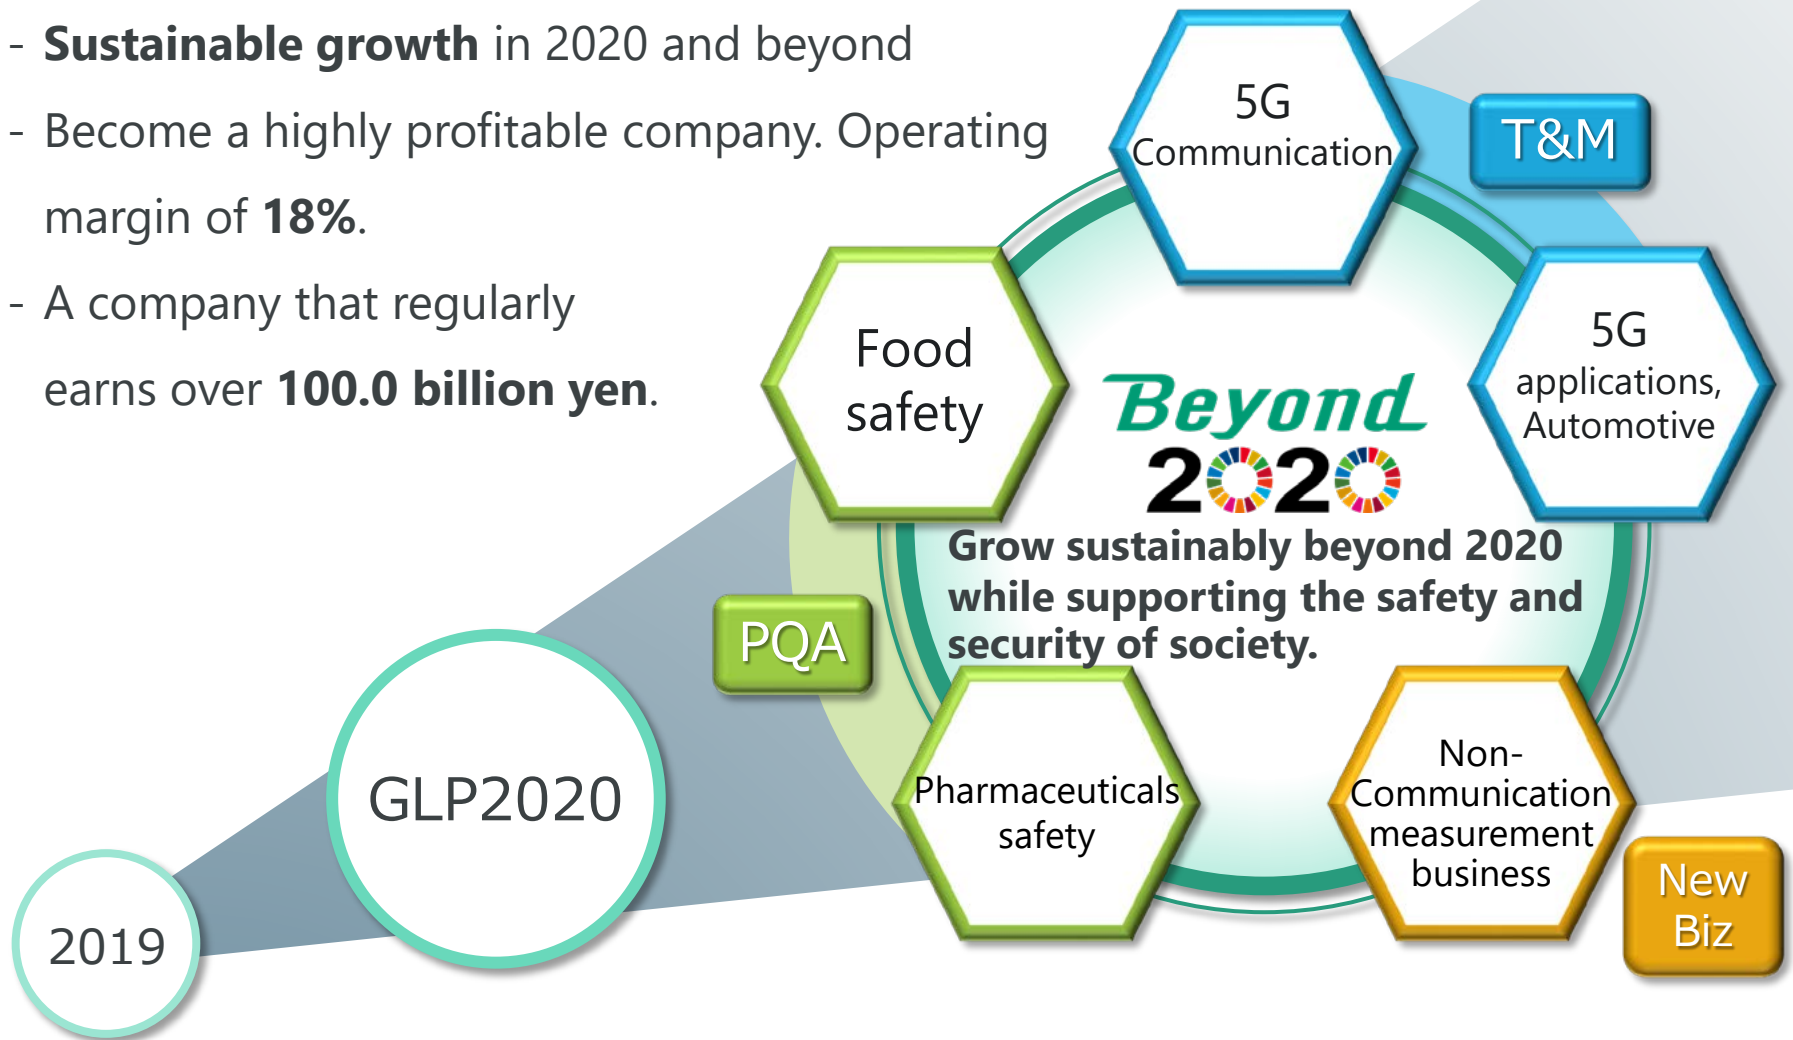 - Sustainable growth in 2020 and beyond
- Become a highly profitable company. Operating
margin of 18%.
- A company that regularly
earns over 100.0 billion yen.
5G
Communication
T&M
5G
applications,
Automotive
Food
safety
Beyond
2020
Grow sustainably beyond 2020
while supporting the safety and
security of society.
PQA
Pharmaceuticals
safety
Non-
Communication
measurement
business
New
Biz
GLP2020
2019